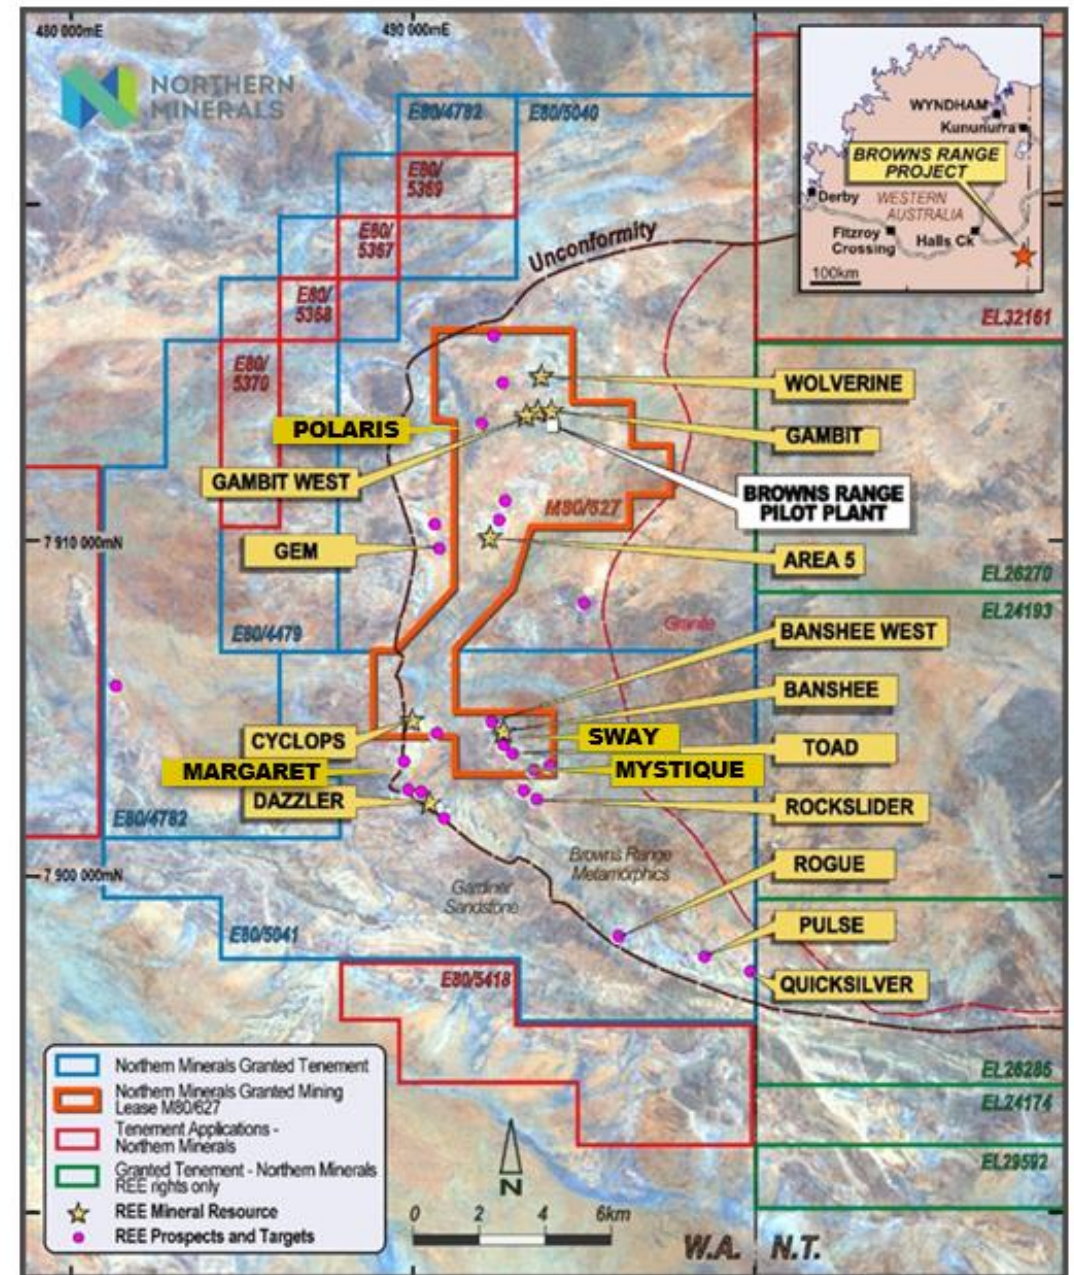 480 000mE
490 000mE
NORTHERN
MINERALS
E80/4782
E80/5040
WYNDHAM
Kununurra
BROWNS RANGE
PROJECT
Derby
WESTERN
AUSTRALIA
Fitzroy
Crossing
Halls Ck
100km
E80/
5369
E80/
5367
Unconformity
E80/
5368
EL32161
E80/
5370
WOLVERINE
POLARIS
GAMBIT
GAMBIT WEST
BROWNS RANGE
PILOT PLANT
M80/627
7 910 000mN
GEM
AREA 5
EL26270
EL24193
E80/4479
Granite
BANSHEE WEST
BANSHEE
CYCLOPS
SWAY
TOAD
MARGARET
MYSTIQUE
DAZZLER
ROCKSLIDER
E80/4782
Browns Range
Metamorphics
ROGUE
7 900 000mN
Gardiner
Sandstone
PULSE
E80/5041
E80/5418
QUICKSILVER
Northern Minerals Granted Tenement
Northern Minerals Granted Mining
Lease M80/627
Tenement Applications -
Northern Minerals
Granted Tenement - Northern Minerals
REE rights only
REE Mineral Resource
REE Prospects and Targets
N
0 2 4 6km
EL26286
EL24174
EL29592
W.A. N.T.